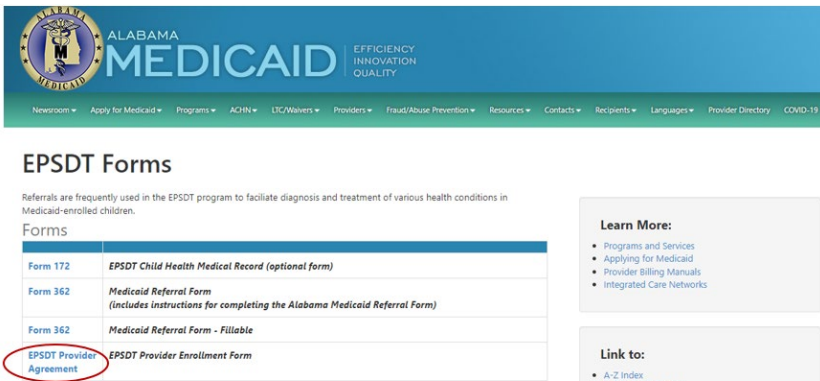 ALABAMA
MEDICAID
ALABAMA
MEDICAID
EFFICIENCY
INNOVATION
QUALITY
Newsroom Apply for Medicaid Programs ACHN LTC/Waivers Providers Fraud/Abuse Prevention Resources Contacts Recipients Languages Provider Directory COVID-19
EPSDT Forms
Referrals are frequently used in the EPSDT program to faciliate diagnosis and treatment of various health conditions in
Medicaid-enrolled children.
Forms
Form 172 EPSDT Child Health Medical Record (optional form)
Form 362 Medicaid Referral Form
(includes instructions for completing the Alabama Medicaid Referral Form)
Form 362 Medicaid Referral Form - Fillable
EPSDT Provider EPSDT Provider Enrollment Form
Agreement
Learn More:
Programs and Services
Applying for Medicaid
Provider Billing Manuals
Integrated Care Networks
Link to:
A-Z Index